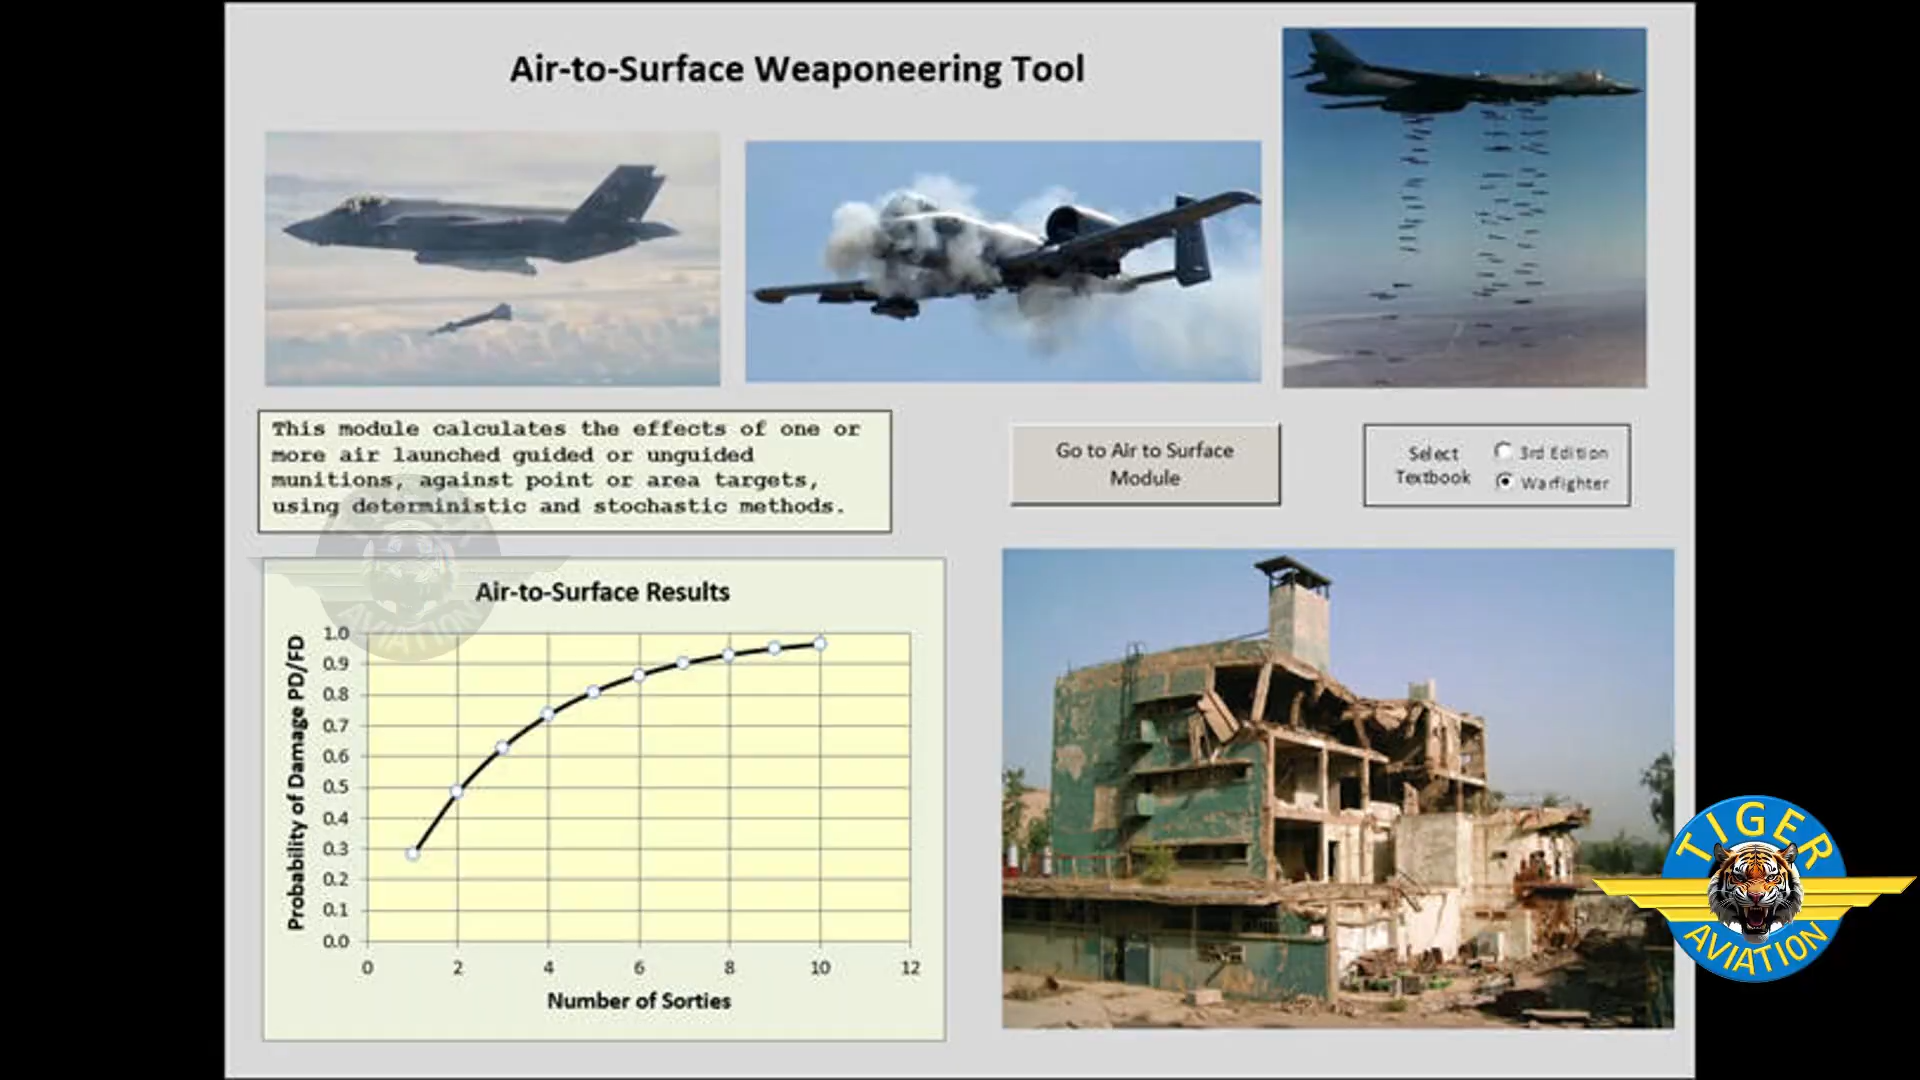 Air-to-Surface Weaponeering Tool
This module calculates the effects of one or
more air launched guided or unguided
munitions, against point or area targets,
using deterministic and stochastic methods.
Go to Air to Surface
Module
Select
Textbook
3rd Edition
Warfighter
Air-to-Surface Results
Probability of Damage PD/FD
1.0
0.9
0.8
0.7
0.6
0.5
0.4
0.3
0.2
0.1
0.0
0 2 4 6 8 10 12
Number of Sorties
AVIATION
TIGER
AVIATION